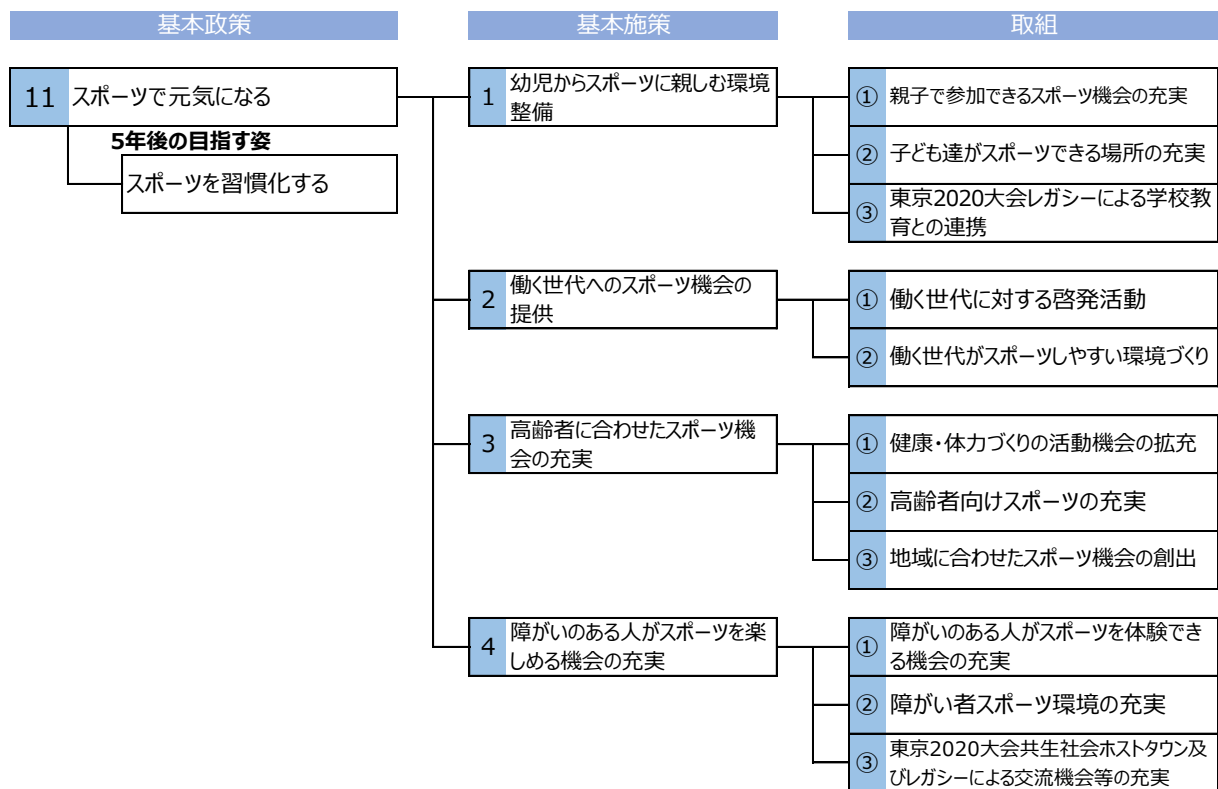 基本政策
基本施策
取組
11 スポーツで元気になる
5年後の目指す姿
スポーツを習慣化する
1 幼児からスポーツに親しむ環境
整備
① 親子で参加できるスポーツ機会の充実
② 子ども達がスポーツできる場所の充実
③ 東京2020大会レガシーによる学校教
育との連携
2 働く世代へのスポーツ機会の
提供
① 働く世代に対する啓発活動
② 働く世代がスポーツしやすい環境づくり
3 高齢者に合わせたスポーツ機
会の充実
① 健康・体力づくりの活動機会の拡充
② 高齢者向けスポーツの充実
③ 地域に合わせたスポーツ機会の創出
4 障がいのある人がスポーツを楽
しめる機会の充実
① 障がいのある人がスポーツを体験でき
る機会の充実
② 障がい者スポーツ環境の充実
③ 東京2020大会共生社会ホストタウン及
びレガシーによる交流機会等の充実